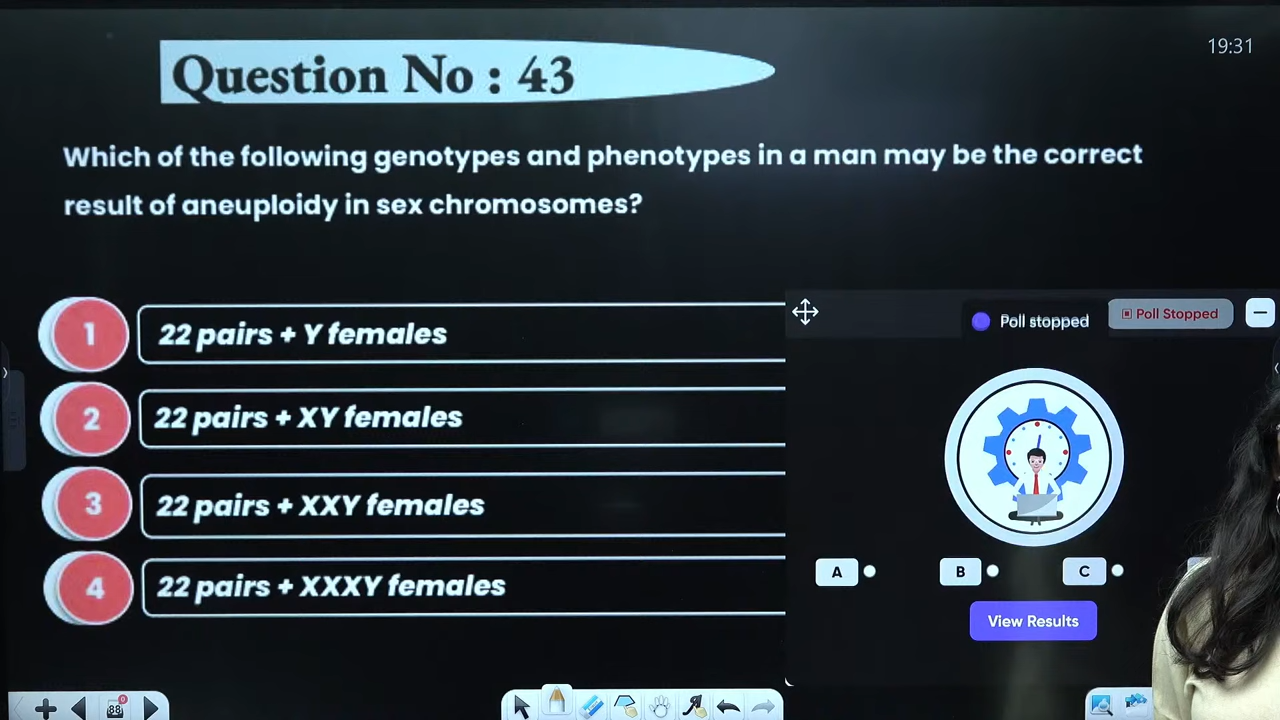 19:31
Question No : 43
Which of the following genotypes and phenotypes in a man may be the correct
result of aneuploidy in sex chromosomes?
1 22 pairs + Y females
2 22 pairs + XY females
3 22 pairs + XXY females
4 22 pairs + XXXY females
Poll stopped
Poll Stopped
A B C
View Results
88
0